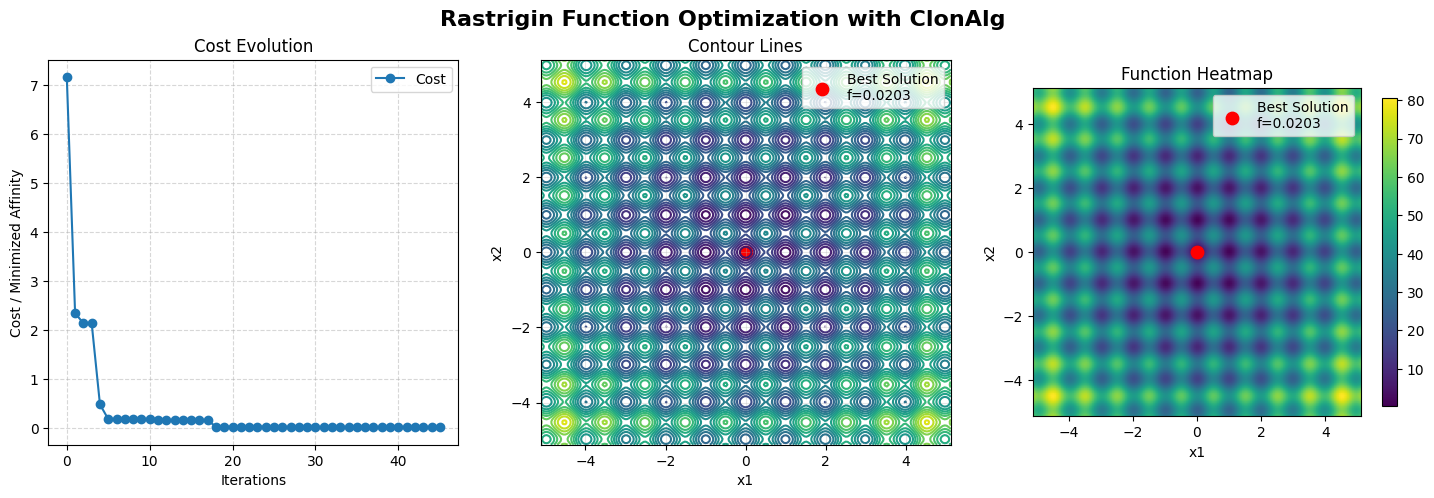 Rastrigin Function Optimization with ClonAlg
Cost Evolution
Cost / Minimized Affinity
7
6
5
4
3
2
1
0
0
10
20
30
40
Iterations
Cost
Contour Lines
x2
4
2
0
−2
−4
−4
−2
0
2
4
x1
Best Solution
f=0.0203
Function Heatmap
x2
4
2
0
−2
−4
−4
−2
0
2
4
x1
Best Solution
f=0.0203
80
70
60
50
40
30
20
10